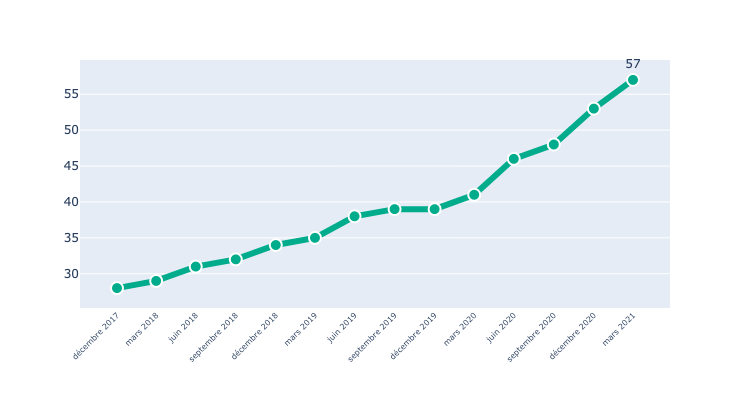 57
55
50
45
40
35
30
décembre 2017
mars 2018
juin 2018
septembre 2018
décembre 2018
mars 2019
juin 2019
septembre 2019
décembre 2019
mars 2020
juin 2020
septembre 2020
décembre 2020
mars 2021